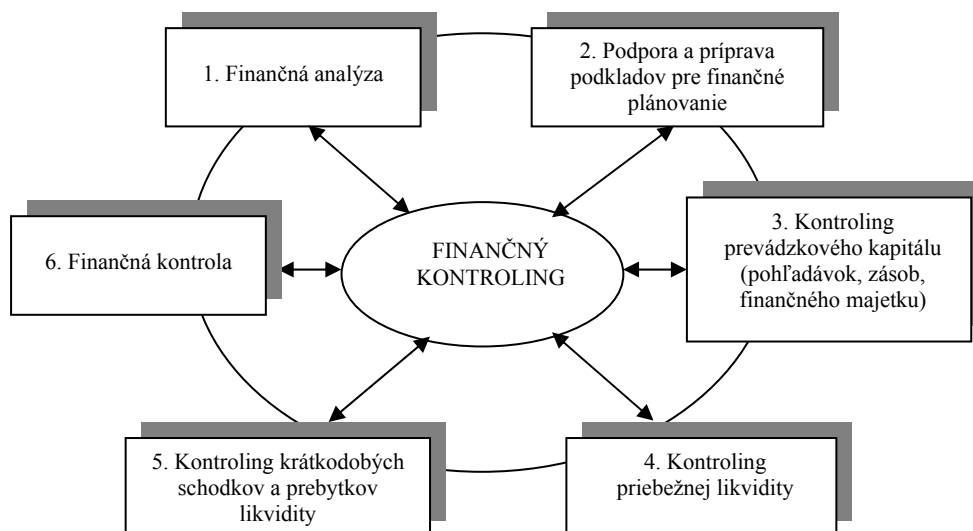 1. Finančná analýza
2. Podpora a príprava
podkladov pre finančné
plánovanie
3. Kontroling
prevádzkového kapitálu
(pohľadávok, zásob,
finančného majetku)
FINANČNÝ
KONTROLING
6. Finančná kontrola
5. Kontroling krátkodobých
schodkov a prebytkov
likvidity
4. Kontroling
priebežnej likvidity